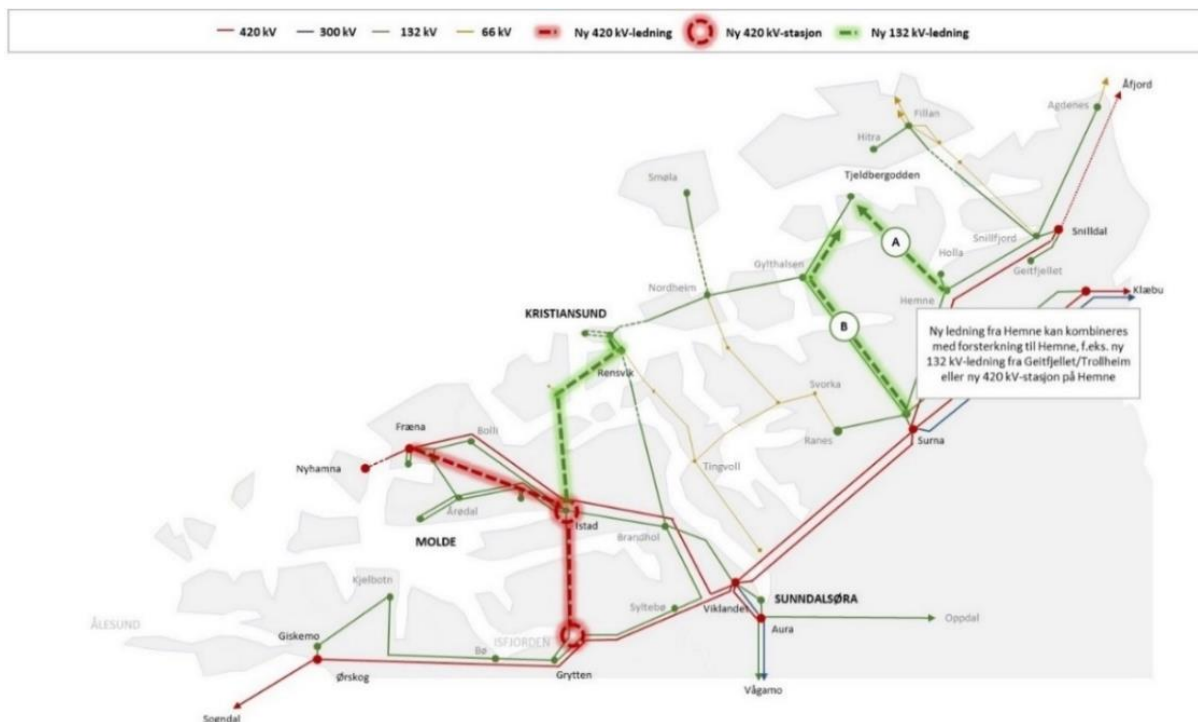 420 kV 300 kV 132 kV 66 kV Ny 420 kV-ledning Ny 420 kV-stasjon Ny 132 kV-ledning
Åfjord
Agdenes
Fillan
Hitra
Tjeldbergodden
Smøla
Snillfjord
Snilldal
A
Holla
Geitfjellet
Gylthalsen
Nordheim
Hemne
Klæbu
KRISTIANSUND
B
Ny ledning fra Hemne kan kombineres
med forsterkning til Hemne, f.eks. ny
132 kV-ledning fra Geitfjellet/Trollheim
eller ny 420 kV-stasjon på Hemne
Rensvik
Svorka
Fræna
Bolli
Ranes
Surna
Nyhamna
Tingvoll
Årødal
Istad
MOLDE
Brandhol
Kjelbotn
Syltebø
Viklandet
SUNNDALSØRA
ÅLESUND
Giskemo
ISFJORDEN
Aura
Oppdal
Bø
Ørskog
Grytten
Vågåmo
Sogndal